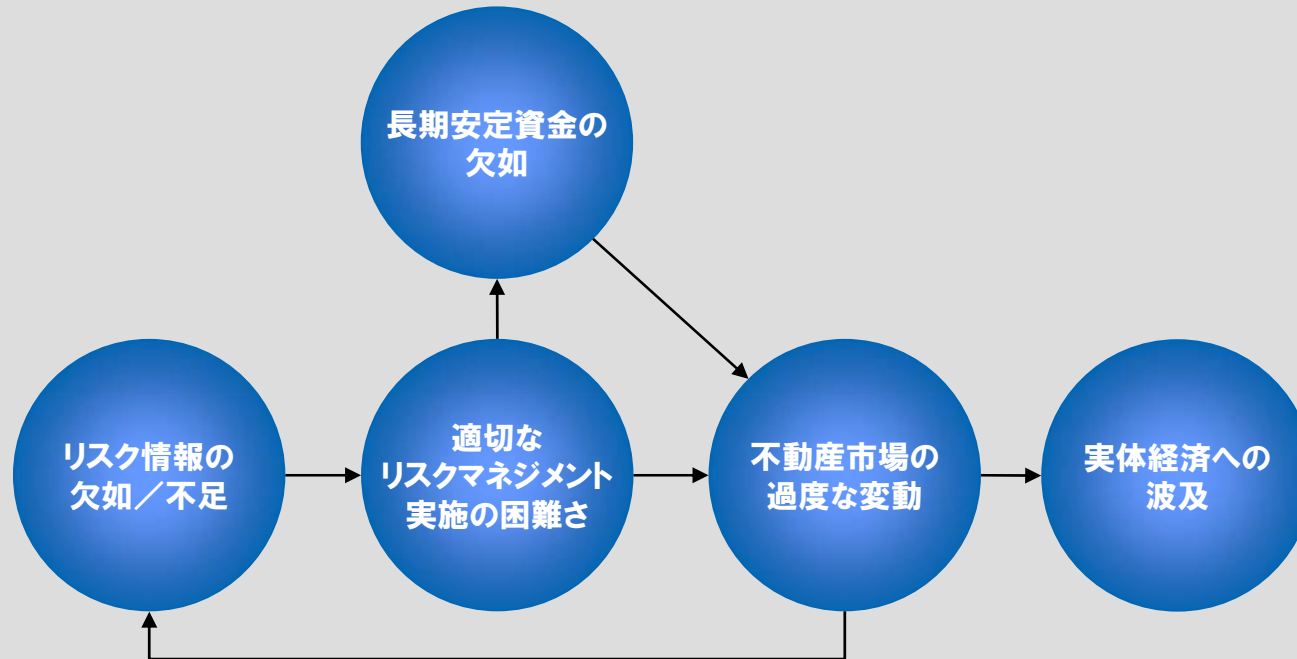 長期安定資金の
欠如
リスク情報の
欠如／不足
適切な
リスクマネジメント
実施の困難さ
不動産市場の
過度な変動
実体経済への
波及